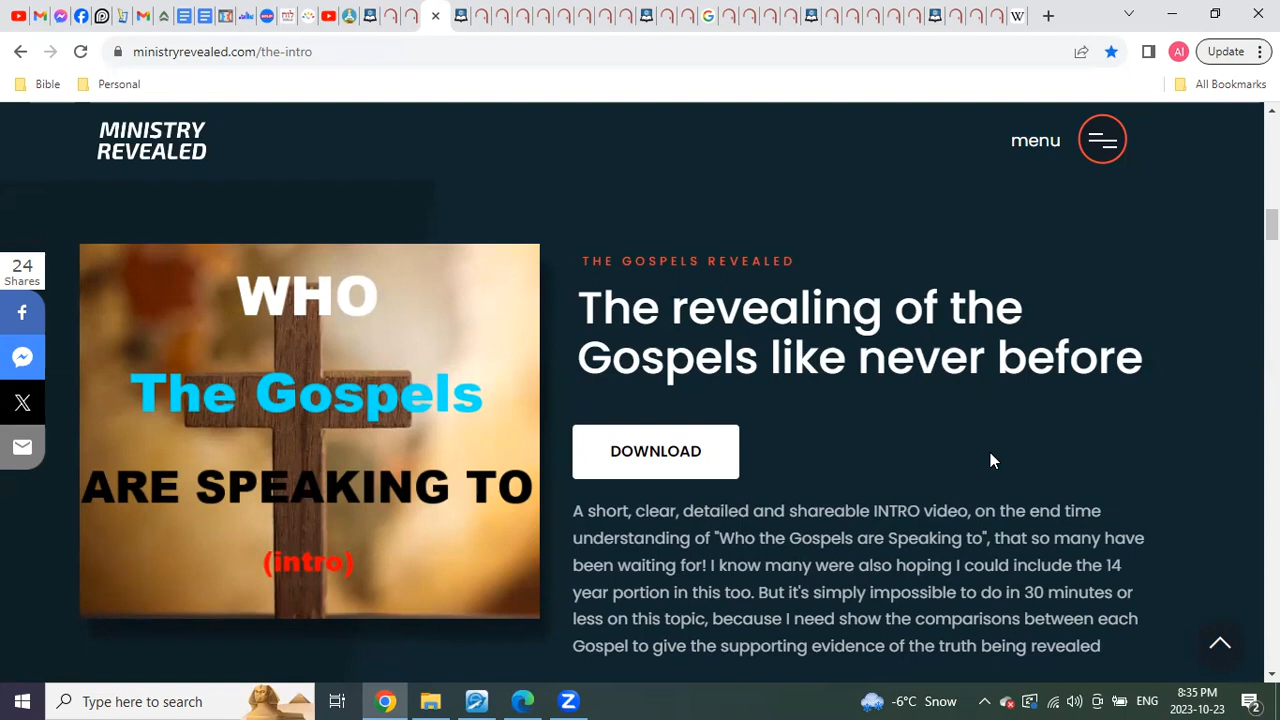 ministryrevealed.com/the-intro
Update
Bible
Personal
All Bookmarks
MINISTRY
REVEALED
menu
24
Shares
WHO
The Gospels
ARE SPEAKING TO
(intro)
THE GOSPELS REVEALED
The revealing of the
Gospels like never before
DOWNLOAD
A short, clear, detailed and shareable INTRO video, on the end time
understanding of "Who the Gospels are Speaking to", that so many have
been waiting for! I know many were also hoping I could include the 14
year portion in this too. But it's simply impossible to do in 30 minutes or
less on this topic, because I need show the comparisons between each
Gospel to give the supporting evidence of the truth being revealed
Type here to search
-6°C Snow
ENG
8:35 PM
2023-10-23
2